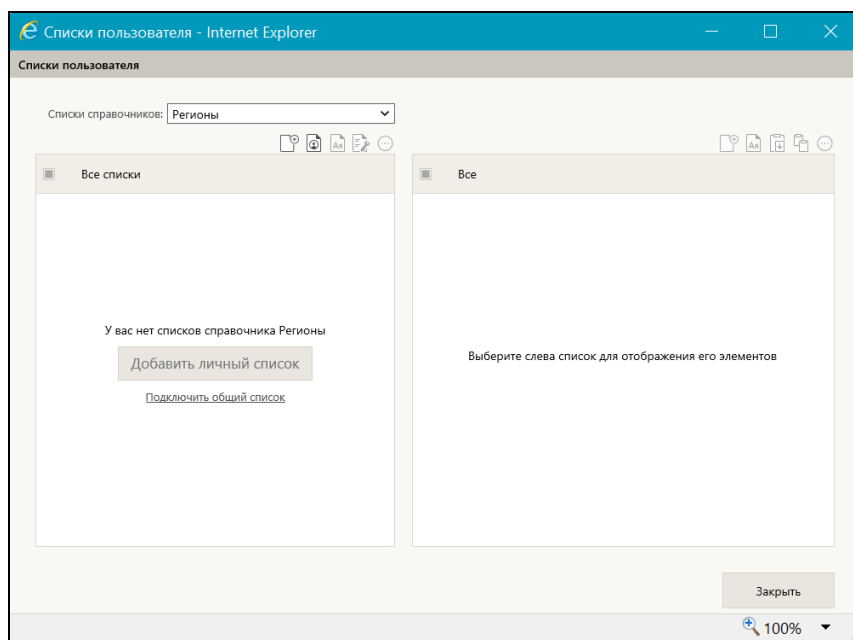 Списки пользователя - Internet Explorer
Списки пользователя
Списки справочников: Регионы
Все списки
Все
У вас нет списков справочника Регионы
Добавить личный список
Подключить общий список
Выберите слева список для отображения его элементов
Закрыть
100%